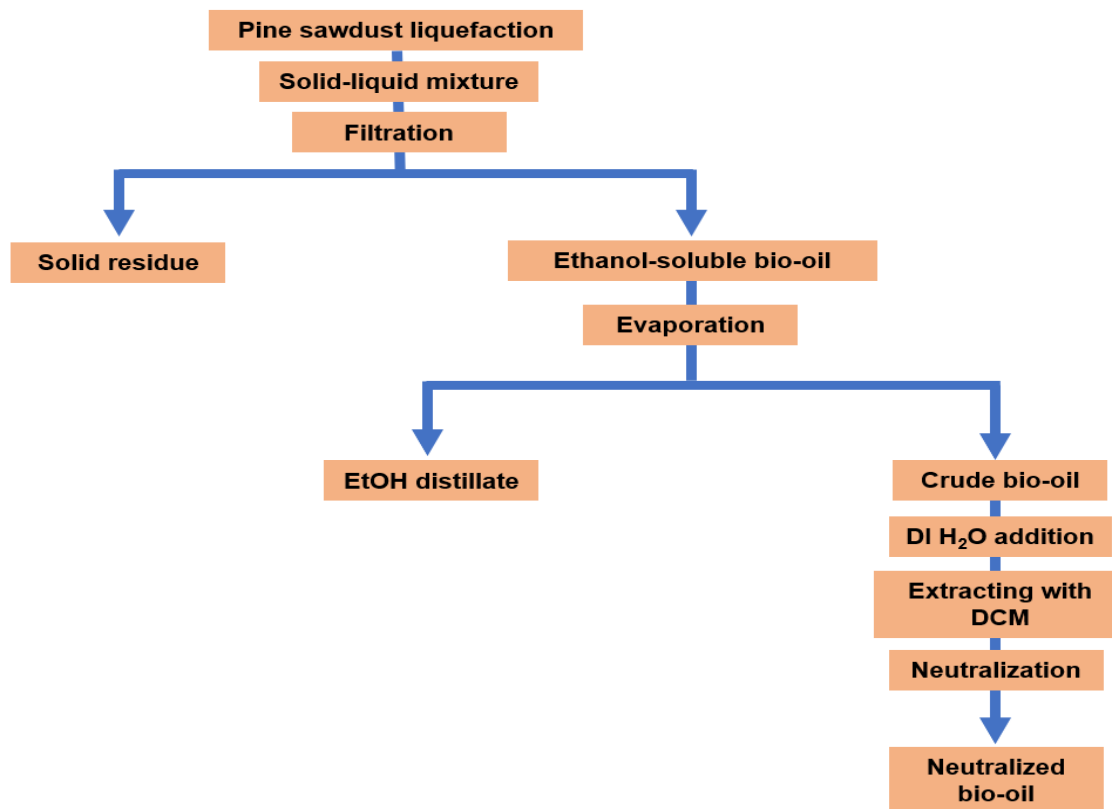 Pine sawdust liquefaction
Solid-liquid mixture
Filtration
Solid residue
Ethanol-soluble bio-oil
Evaporation
EtOH distillate
Crude bio-oil
DI H₂O addition
Extracting with
DCM
Neutralization
Neutralized
bio-oil